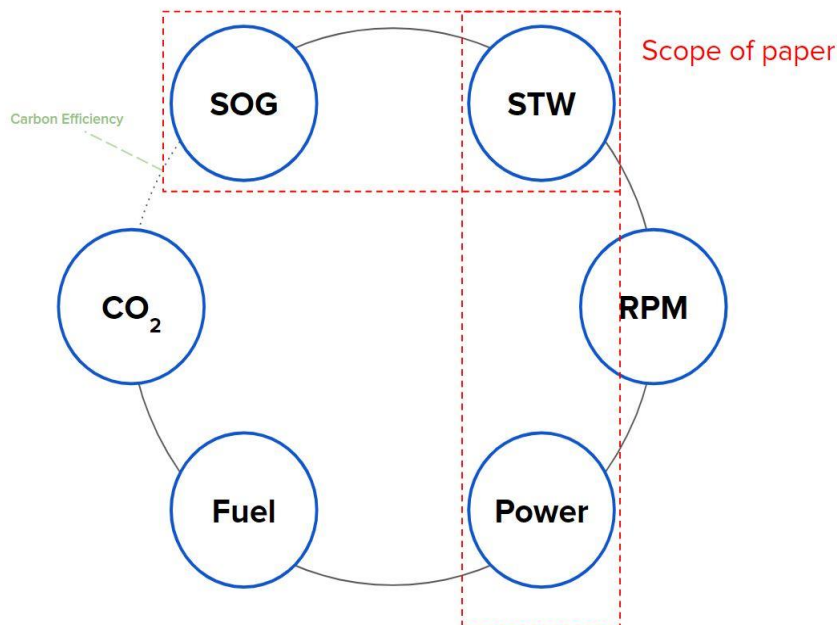 Scope of paper
SOG
STW
Carbon Efficiency
CO₂
RPM
Fuel
Power